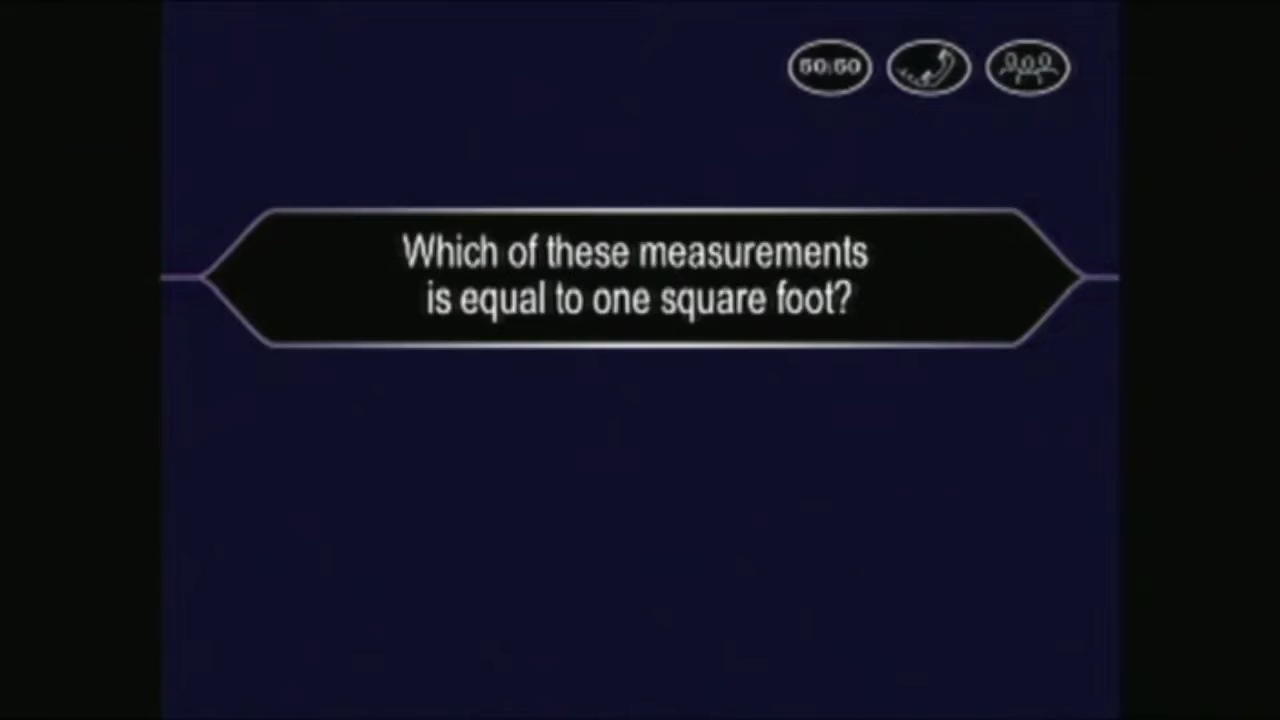 50:50
Which of these measurements
is equal to one square foot?